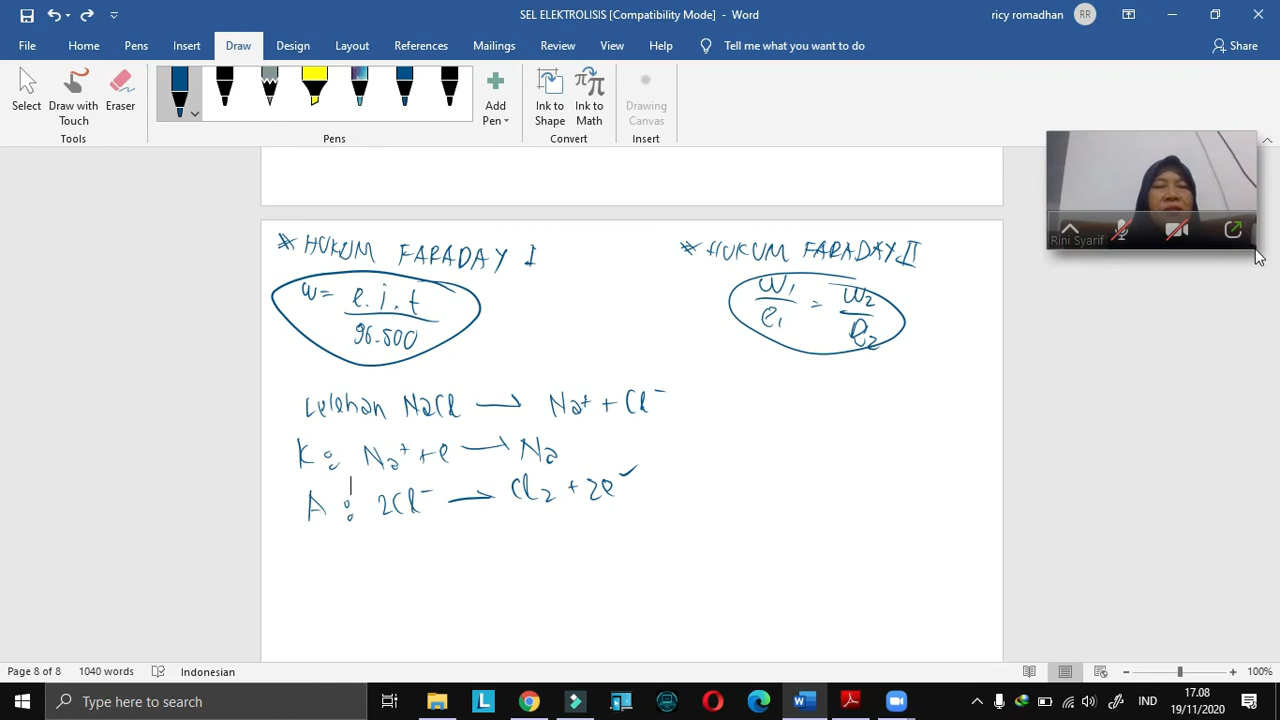 SEL ELEKTROLISIS [Compatibility Mode] - Word
ricy romadhan
RR
File Home Pens Insert Draw Design Layout References Mailings Review View Help Tell me what you want to do
Share
Select
Draw with Touch
Eraser
Add Pen
Ink to Shape
Ink to Math
Drawing Canvas
Tools
Pens
Convert
Insert
Rini Syarif
* HUKUM FARADAY I
* HUKUM FARADAY II
w = e.i.t / 96.500
w1 / e1 = w2 / e2
Lelehan NaCl → Na+ + Cl-
K : Na+ + e → Na
A : 2Cl- → Cl2 + 2e ✓
Page 8 of 8
1040 words
Indonesian
100%
Type here to search
IND
17.08
19/11/2020